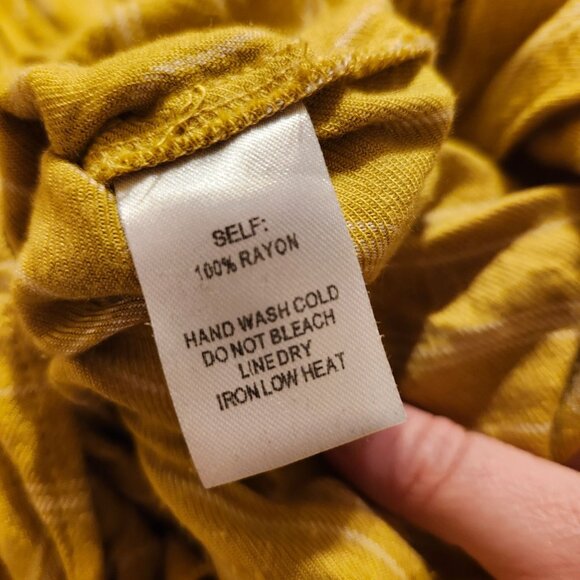 SELF:
100% RAYON
HAND WASH COLD
DO NOT BLEACH
LINE DRY
IRON LOW HEAT